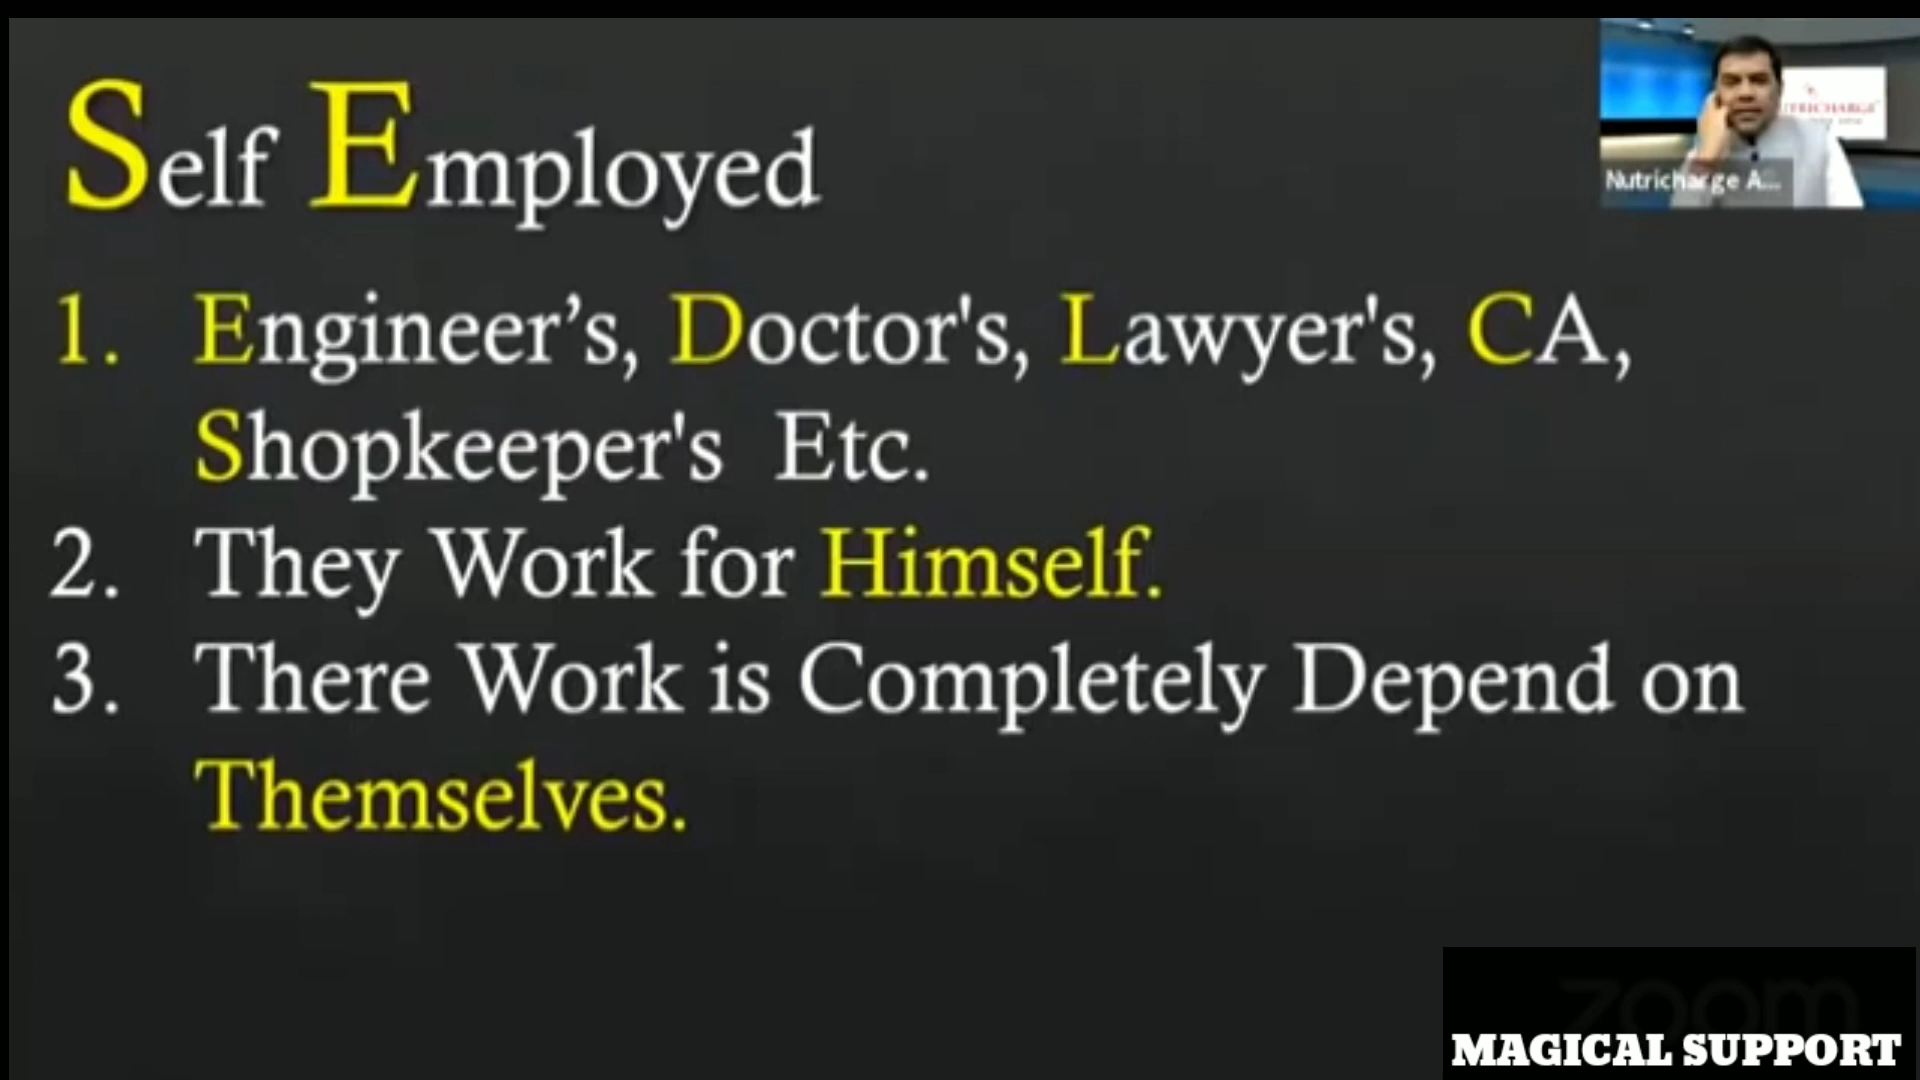 Self Employed
1. Engineer’s, Doctor's, Lawyer's, CA,
Shopkeeper's Etc.
2. They Work for Himself.
3. There Work is Completely Depend on
Themselves.
Nutricharge A...
zoom
MAGICAL SUPPORT